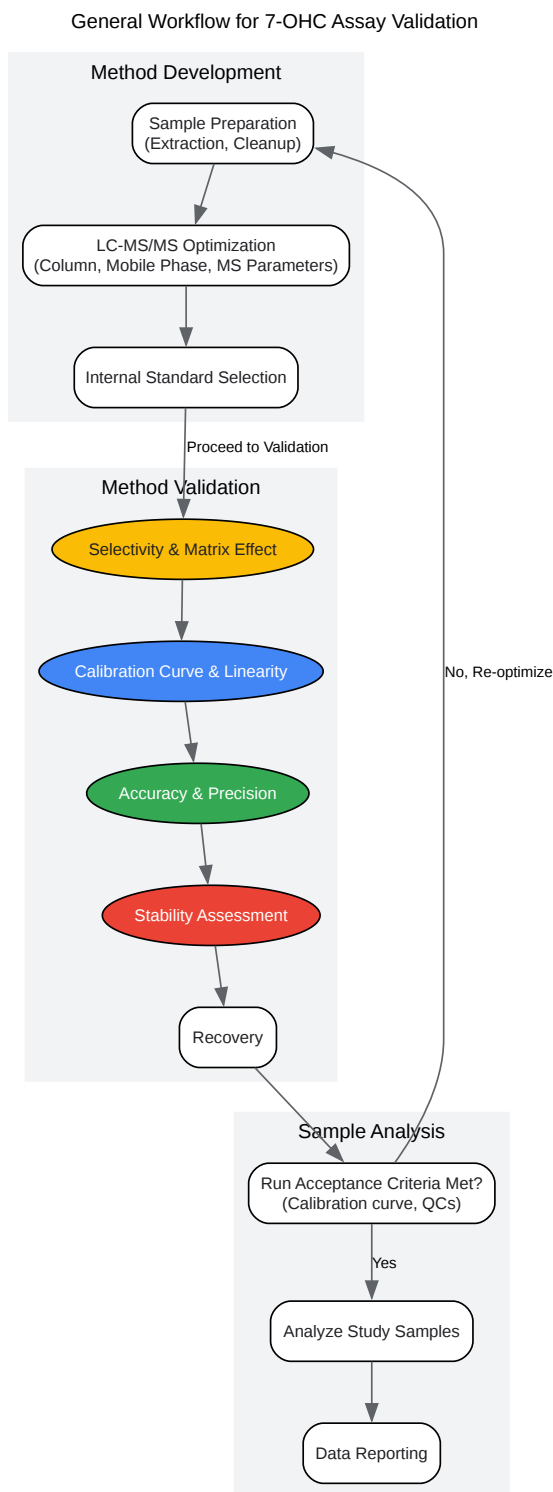 General Workflow for 7-OHC Assay Validation
Method Development
Sample Preparation
(Extraction, Cleanup)
LC-MS/MS Optimization
(Column, Mobile Phase, MS Parameters)
Internal Standard Selection
Proceed to Validation
Method Validation
Selectivity & Matrix Effect
Calibration Curve & Linearity
No, Re-optimize
Accuracy & Precision
Stability Assessment
Recovery
Sample Analysis
Run Acceptance Criteria Met?
(Calibration curve, QCs)
Yes
Analyze Study Samples
Data Reporting